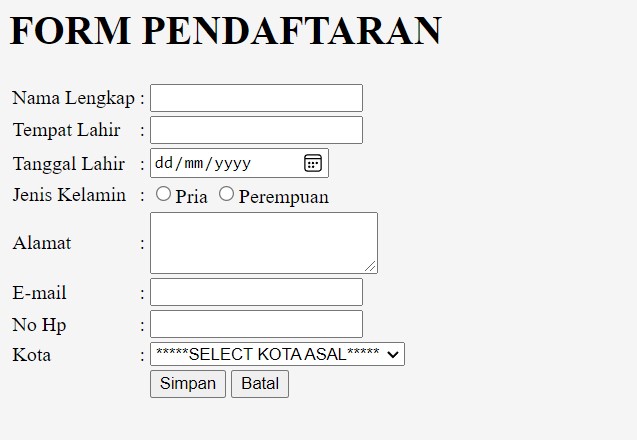 FORM PENDAFTARAN
Nama Lengkap :
Tempat Lahir :
Tanggal Lahir : dd/mm/yyyy
Jenis Kelamin : Pria Perempuan
Alamat :
E-mail :
No Hp :
Kota : *****SELECT KOTA ASAL*****
Simpan Batal